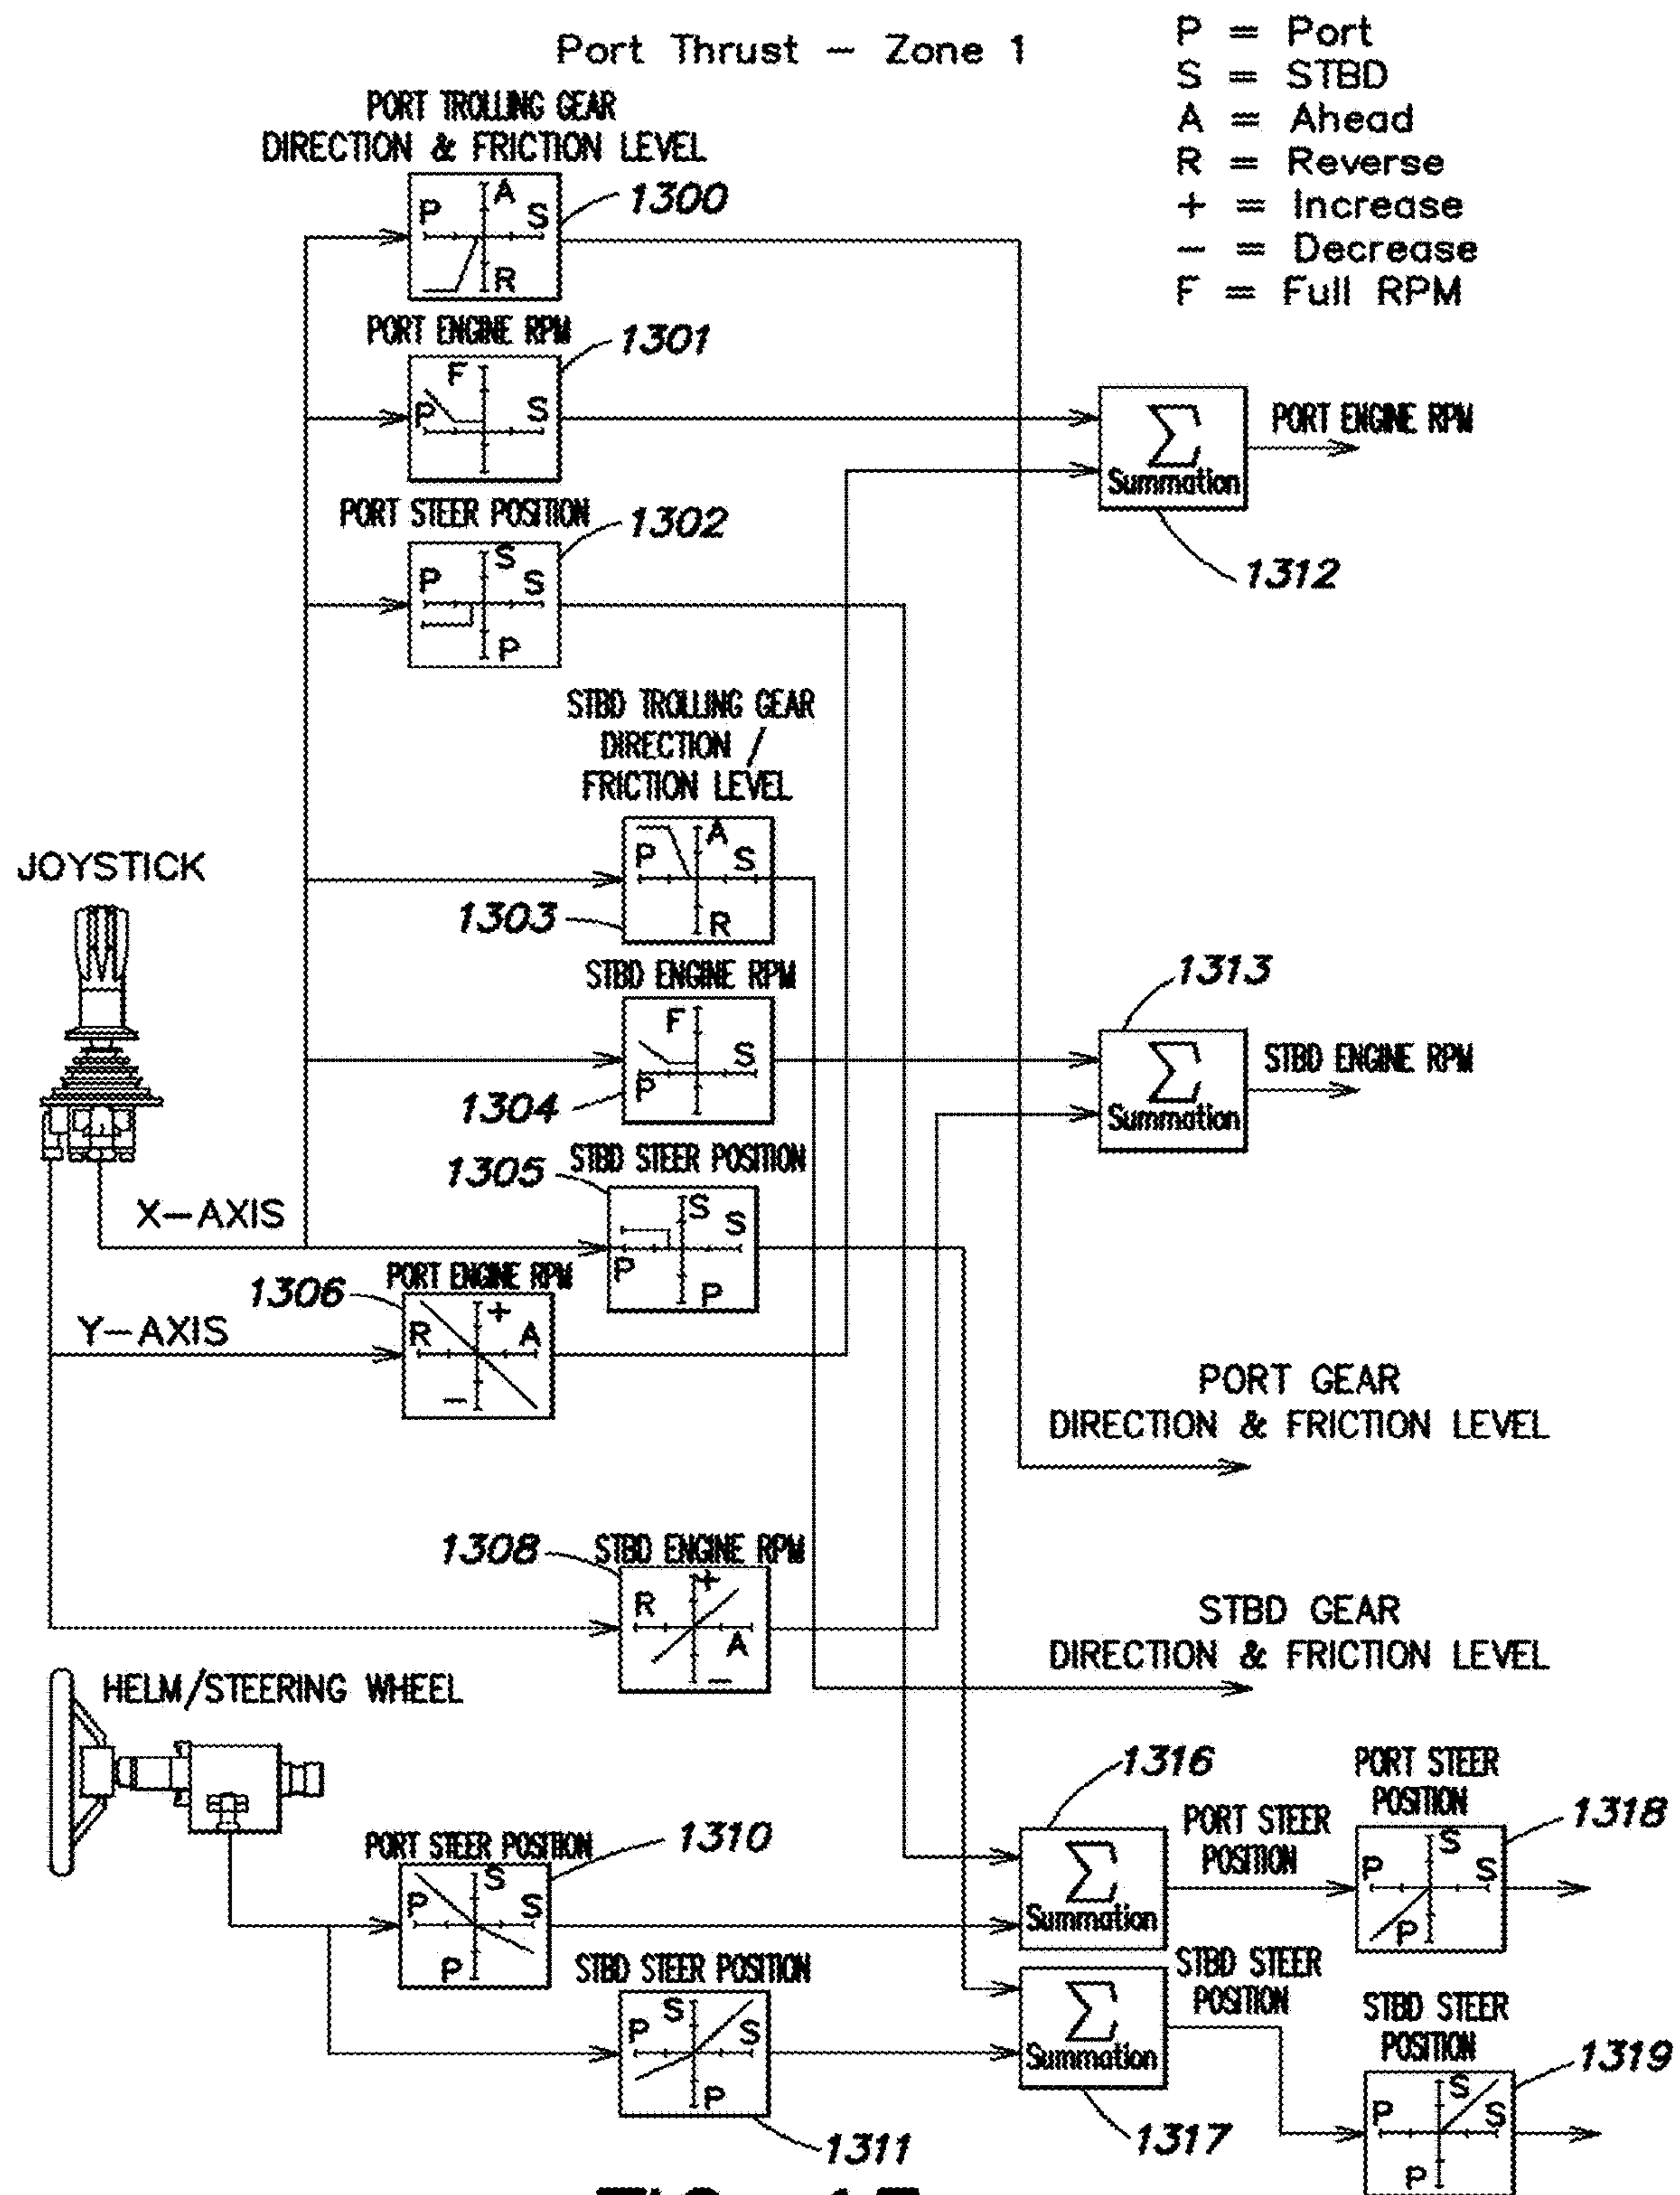 Port Thrust – Zone 1
P = Port
S = STBD
A = Ahead
R = Reverse
+ = Increase
– = Decrease
F = Full RPM
PORT TROLLING GEAR
DIRECTION & FRICTION LEVEL
P A S R
1300
PORT ENGINE RPM
1301
F P S
PORT STEER POSITION
1302
P S S P
STBD TROLLING GEAR
DIRECTION /
FRICTION LEVEL
P A S R
1303
STBD ENGINE RPM
F S P
1304
Σ
Summation
PORT ENGINE RPM
1312
JOYSTICK
1313
Σ
Summation
STBD ENGINE RPM
1305
STBD STEER POSITION
S S P P
X–AXIS
1306
PORT ENGINE RPM
R + A –
Y–AXIS
PORT GEAR
DIRECTION & FRICTION LEVEL
1308
STBD ENGINE RPM
R + A –
STBD GEAR
DIRECTION & FRICTION LEVEL
HELM/STEERING WHEEL
PORT STEER POSITION
1310
P S S P
STBD STEER POSITION
P S S P
1311
1316
Σ
Summation
PORT STEER
POSITION
PORT STEER
POSITION
1318
P S S P
Σ
Summation
1317
STBD STEER
POSITION
STBD STEER
POSITION
1319
P S S P